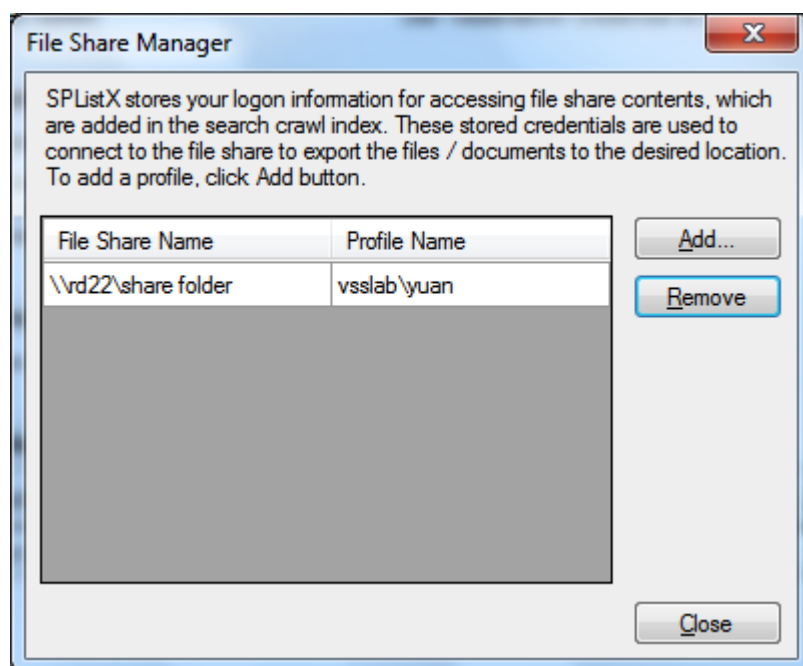 File Share Manager
SPListX stores your logon information for accessing file share contents, which
are added in the search crawl index. These stored credentials are used to
connect to the file share to export the files / documents to the desired location.
To add a profile, click Add button.
File Share Name Profile Name
\\rd22\share folder vsslab\yuan
Add...
Remove
Close